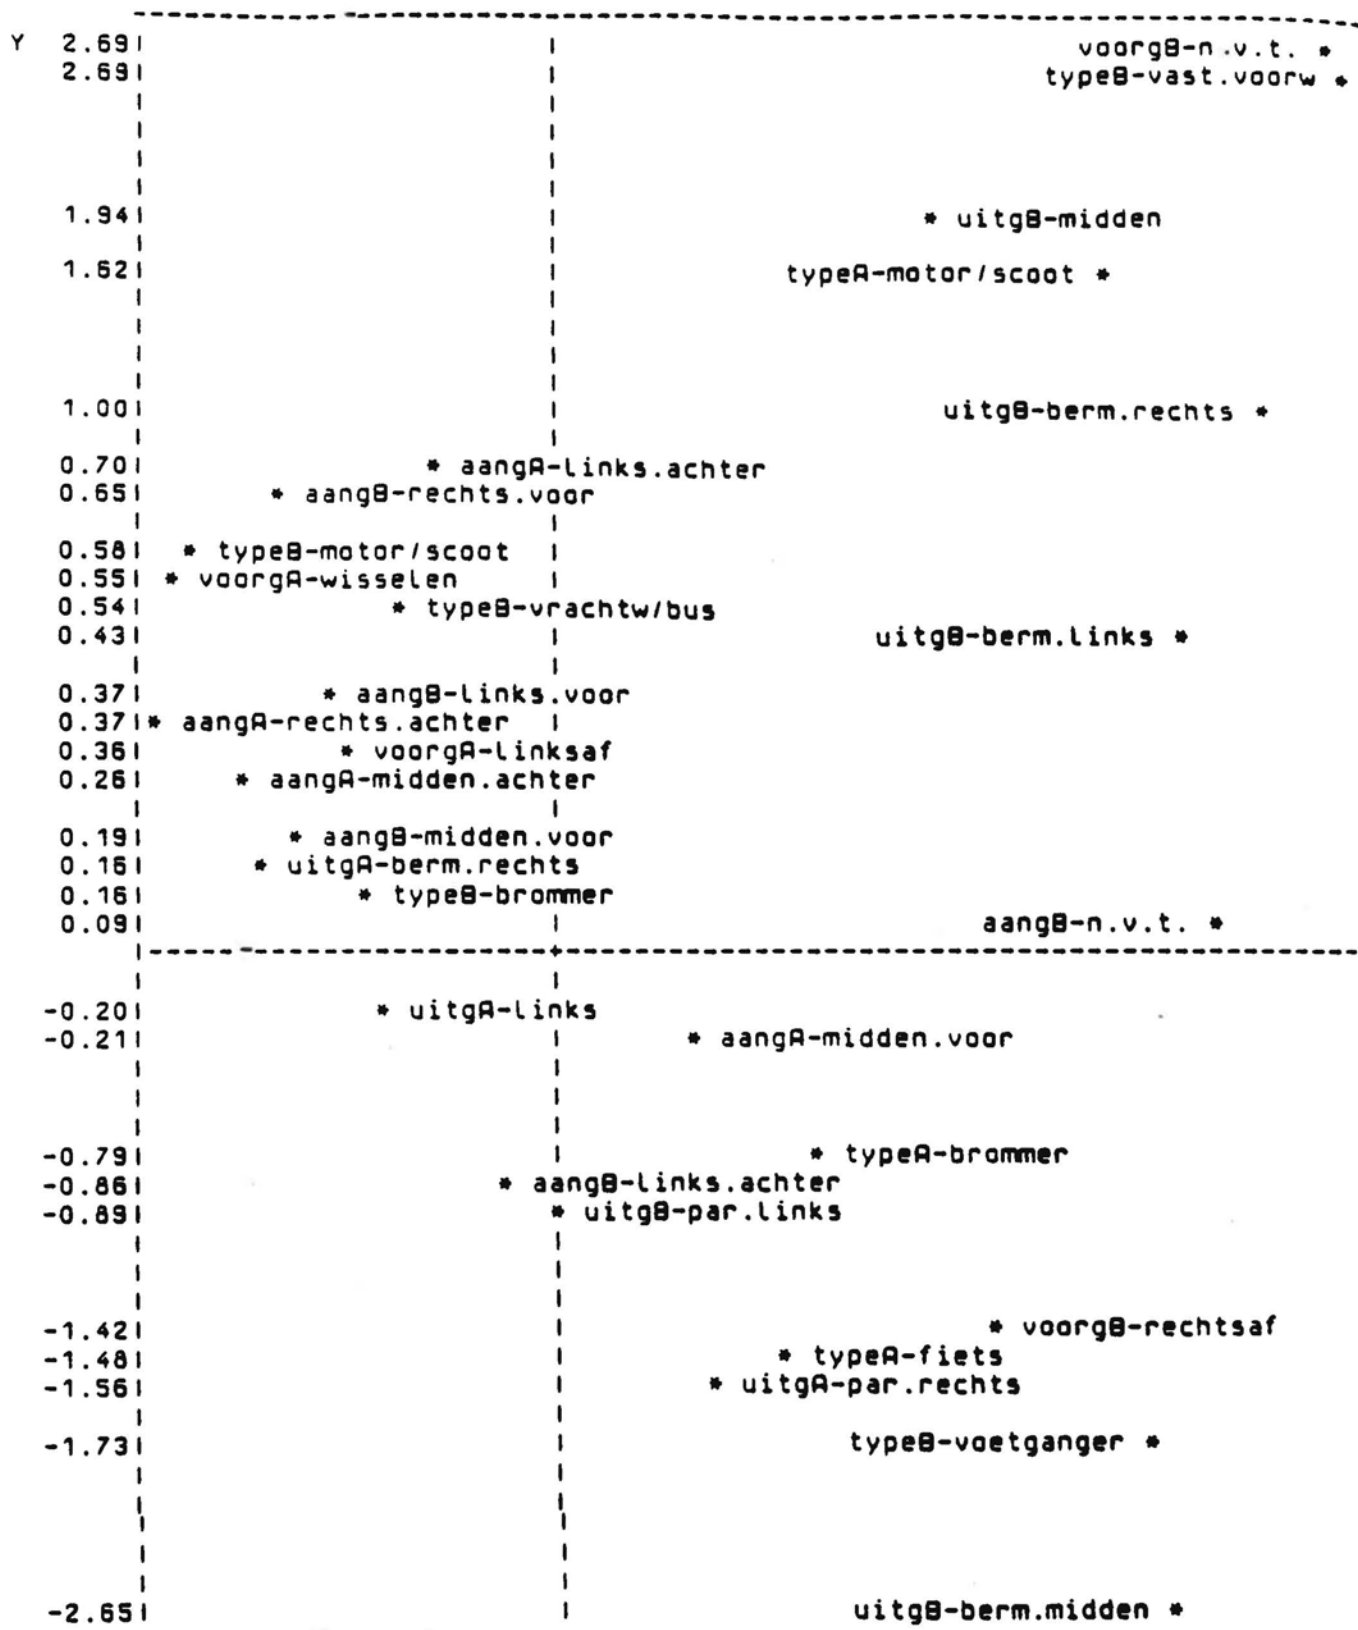 Y 2.69| voorgB-n.v.t. *
2.69| typeB-vast.voorw *
1.94| * uitgB-midden
1.62| typeA-motor/scoot *
1.00| uitgB-berm.rechts *
0.70| * aangA-links.achter
0.65| * aangB-rechts.voor
0.58| * typeB-motor/scoot
0.55| * voorgA-wisselen
0.54| * typeB-vrachtw/bus
0.43| uitgB-berm.links *
0.37| * aangB-links.voor
0.37|* aangA-rechts.achter
0.36| * voorgA-linksaf
0.26| * aangA-midden.achter
0.19| * aangB-midden.voor
0.16| * uitgA-berm.rechts
0.16| * typeB-brommer
0.09| aangB-n.v.t. *
-0.20| * uitgA-links
-0.21| * aangA-midden.voor
-0.79| * typeA-brommer
-0.86| * aangB-links.achter
-0.89| * uitgB-par.links
-1.42| * voorgB-rechtsaf
-1.48| * typeA-fiets
-1.56| * uitgA-par.rechts
-1.73| typeB-voetganger *
-2.65| uitgB-berm.midden *